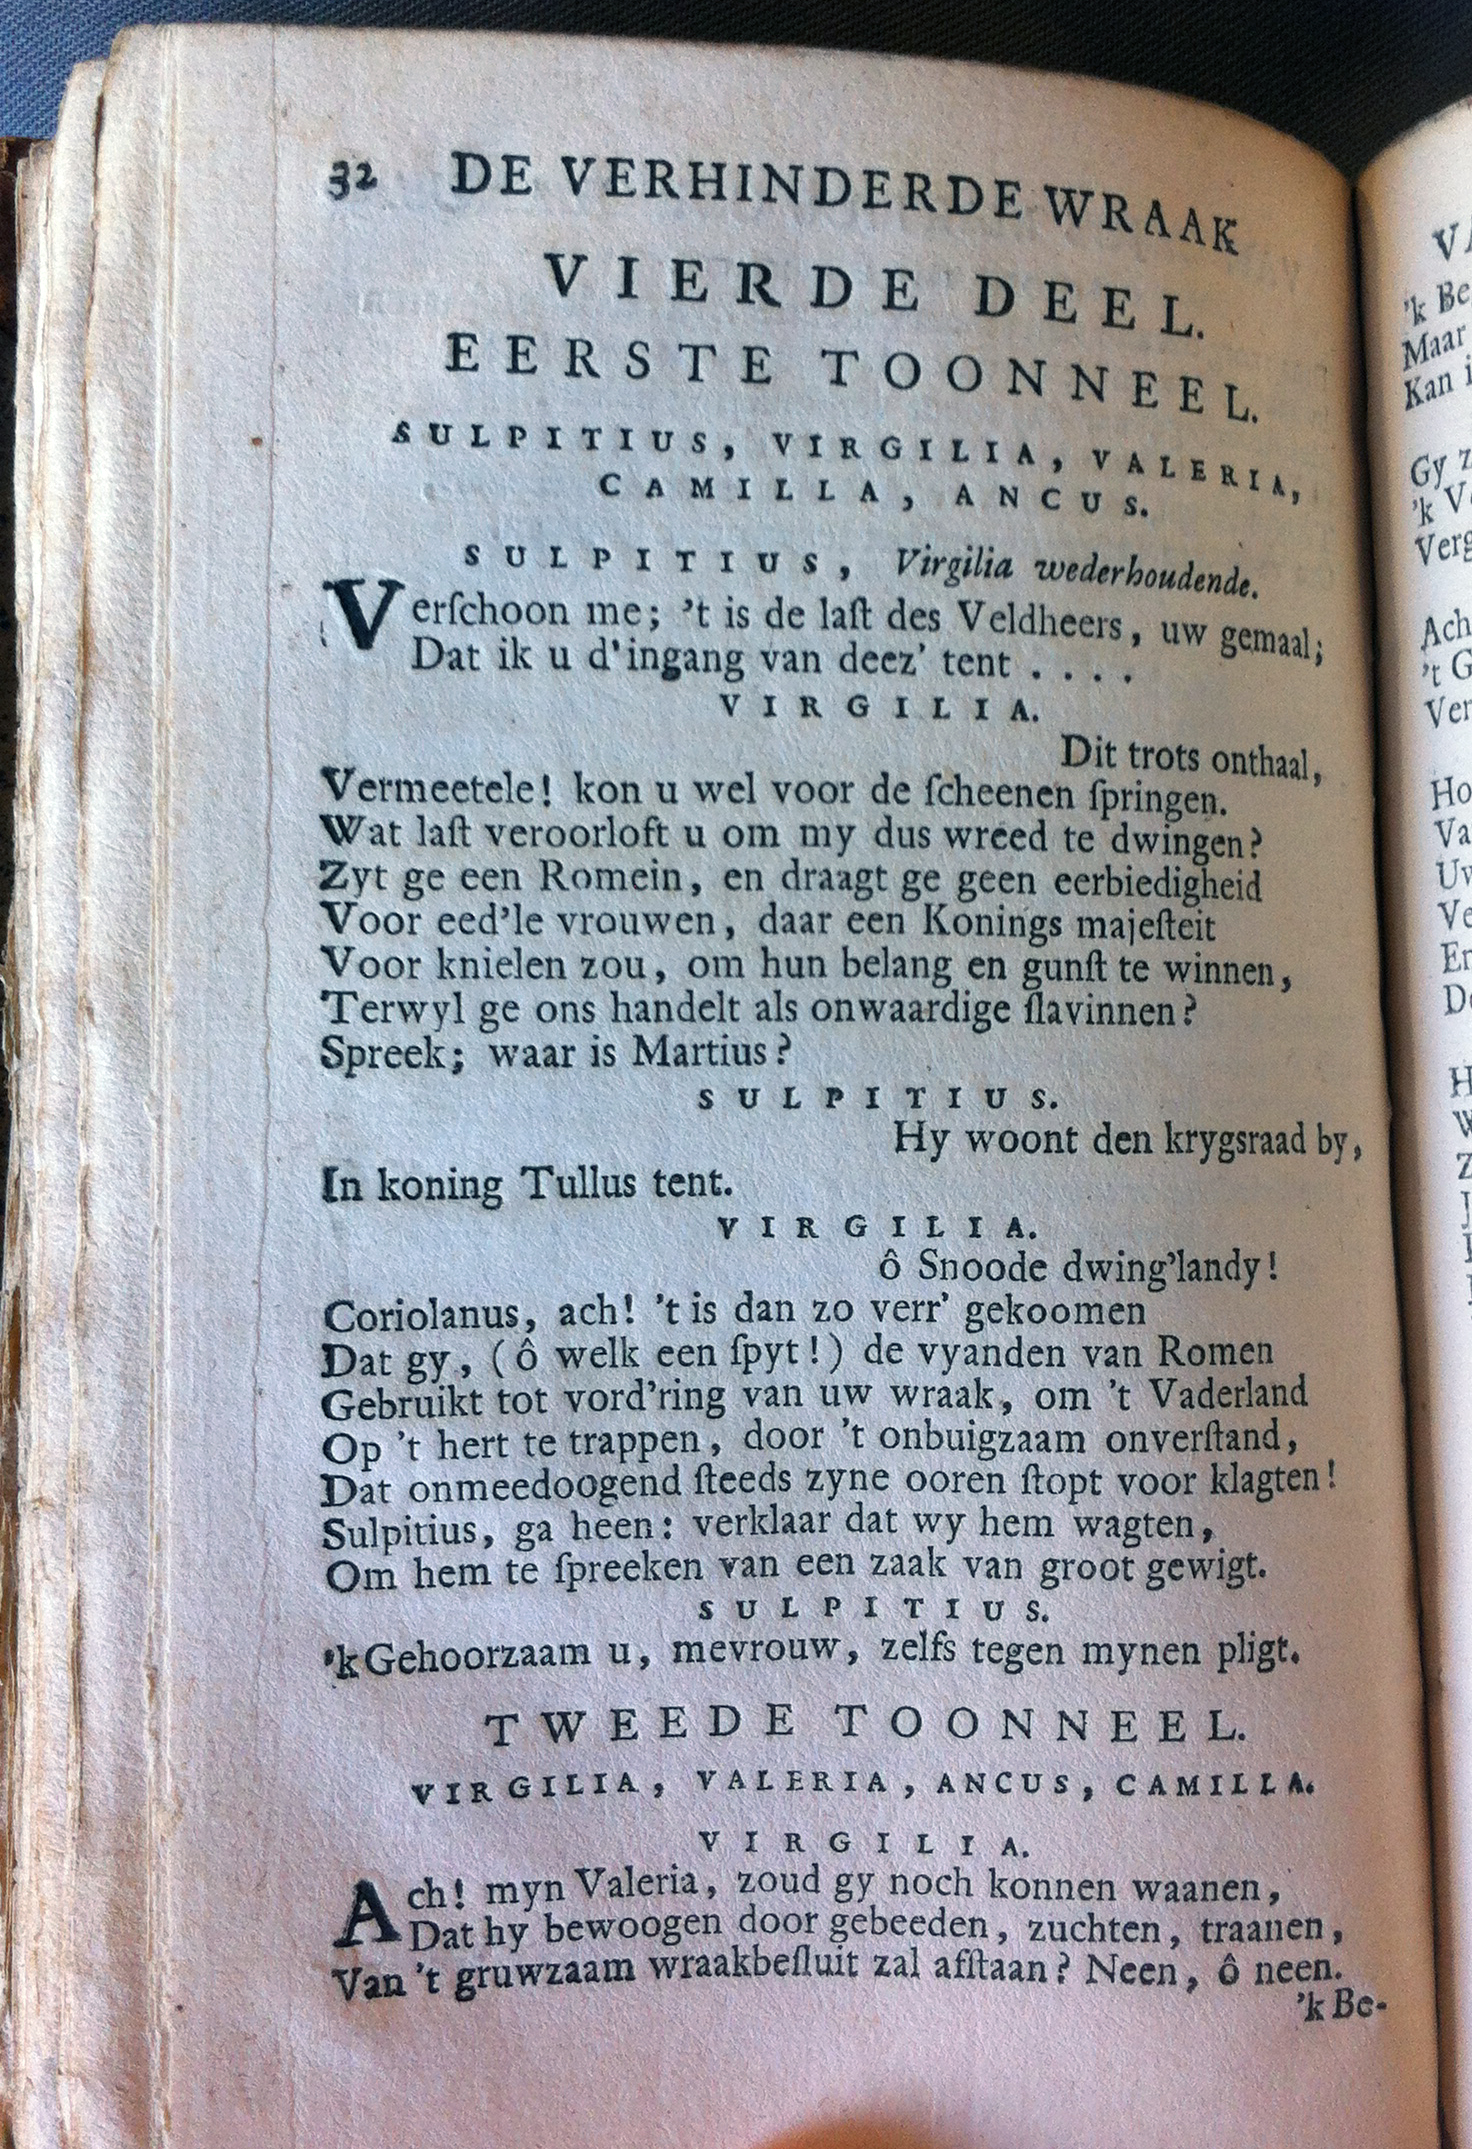 32 DE VERHINDERDE WRAAK
VIERDE DEEL.
EERSTE TOONNEEL.
SULPITIUS, VIRGILIA, VALERIA,
CAMILLA, ANCUS.
SULPITIUS, Virgilia wederhoudende.
Verſchoon me; 't is de laſt des Veldheers, uw gemaal;
Dat ik u d'ingang van deez' tent . . . .
VIRGILIA.
Dit trots onthaal,
Vermeetele! kon u wel voor de ſcheenen ſpringen.
Wat laſt veroorloft u om my dus wreed te dwingen?
Zyt ge een Romein, en draagt ge geen eerbiedigheid
Voor eed'le vrouwen, daar een Konings majeſteit
Voor knielen zou, om hun belang en gunſt te winnen,
Terwyl ge ons handelt als onwaardige ſlavinnen?
Spreek; waar is Martius?
SULPITIUS.
Hy woont den krygsraad by,
In koning Tullus tent.
VIRGILIA.
ô Snoode dwing'landy!
Coriolanus, ach! 't is dan zo verr' gekoomen
Dat gy, (ô welk een ſpyt!) de vyanden van Romen
Gebruikt tot vord'ring van uw wraak, om 't Vaderland
Op 't hert te trappen, door 't onbuigzaam onverſtand,
Dat onmeedoogend ſteeds zyne ooren ſtopt voor klagten!
Sulpitius, ga heen: verklaar dat wy hem wagten,
Om hem te ſpreeken van een zaak van groot gewigt.
SULPITIUS.
'k Gehoorzaam u, mevrouw, zelfs tegen mynen pligt.
TWEEDE TOONNEEL.
VIRGILIA, VALERIA, ANCUS, CAMILLA.
VIRGILIA.
Ach! myn Valeria, zoud gy noch konnen waanen,
Dat hy bewoogen door gebeeden, zuchten, traanen,
Van 't gruwzaam wraakbeſluit zal afſtaan? Neen, ô neen.
'k Be-
'k Be
Maar
Kan
Gy
'k
Ach
't G